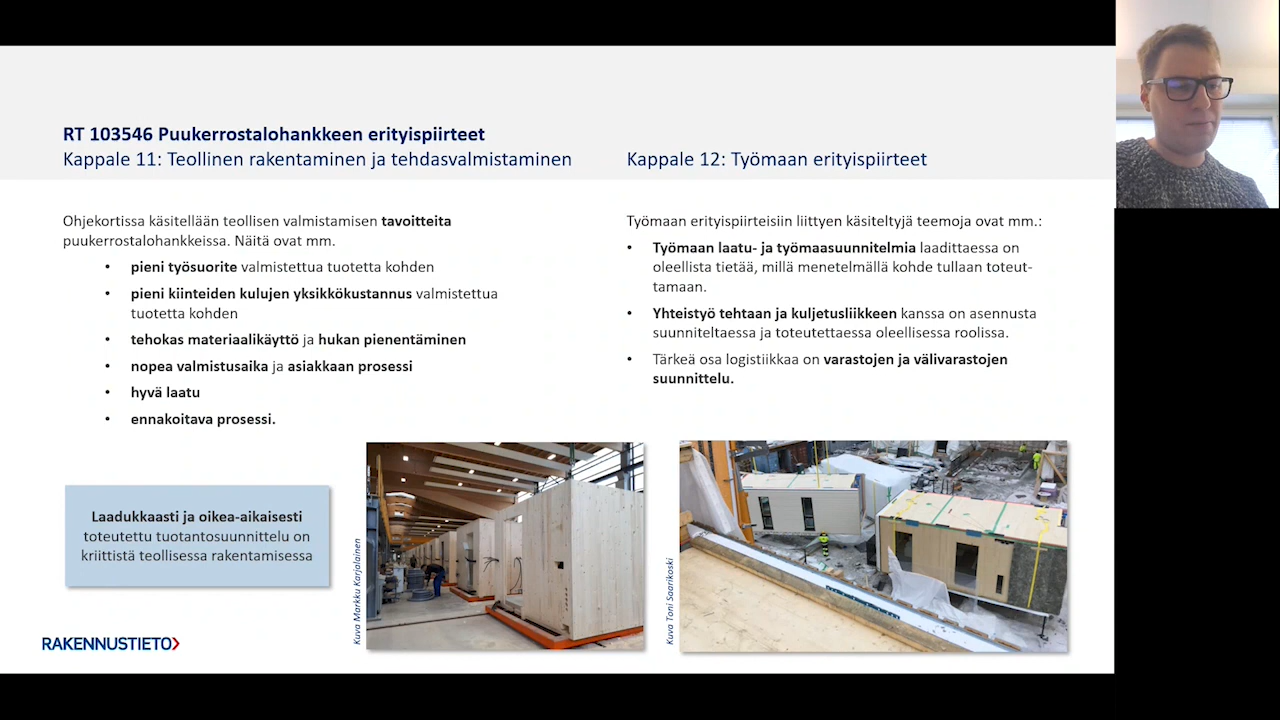 RT 103546 Puukerrostalohankkeen erityispiirteet
Kappale 11: Teollinen rakentaminen ja tehdasvalmistaminen
Ohjekortissa käsitellään teollisen valmistamisen tavoitteita
puukerrostalohankkeissa. Näitä ovat mm.
• pieni työsuorite valmistettua tuotetta kohden
• pieni kiinteiden kulujen yksikkökustannus valmistettua
tuotetta kohden
• tehokas materiaalikäyttö ja hukan pienentäminen
• nopea valmistusaika ja asiakkaan prosessi
• hyvä laatu
• ennakoitava prosessi.
Laadukkaasti ja oikea-aikaisesti
toteutettu tuotantosuunnittelu on
kriittistä teollisessa rakentamisessa
Kuva Markku Karjalainen
Kappale 12: Työmaan erityispiirteet
Työmaan erityispiirteisiin liittyen käsiteltyjä teemoja ovat mm.:
• Työmaan laatu- ja työmaasuunnitelmia laadittaessa on
oleellista tietää, millä menetelmällä kohde tullaan toteut-
tamaan.
• Yhteistyö tehtaan ja kuljetusliikkeen kanssa on asennusta
suunniteltaessa ja toteutettaessa oleellisessa roolissa.
• Tärkeä osa logistiikkaa on varastojen ja välivarastojen
suunnittelu.
Kuva Toni Saarikoski
RAKENNUSTIETO